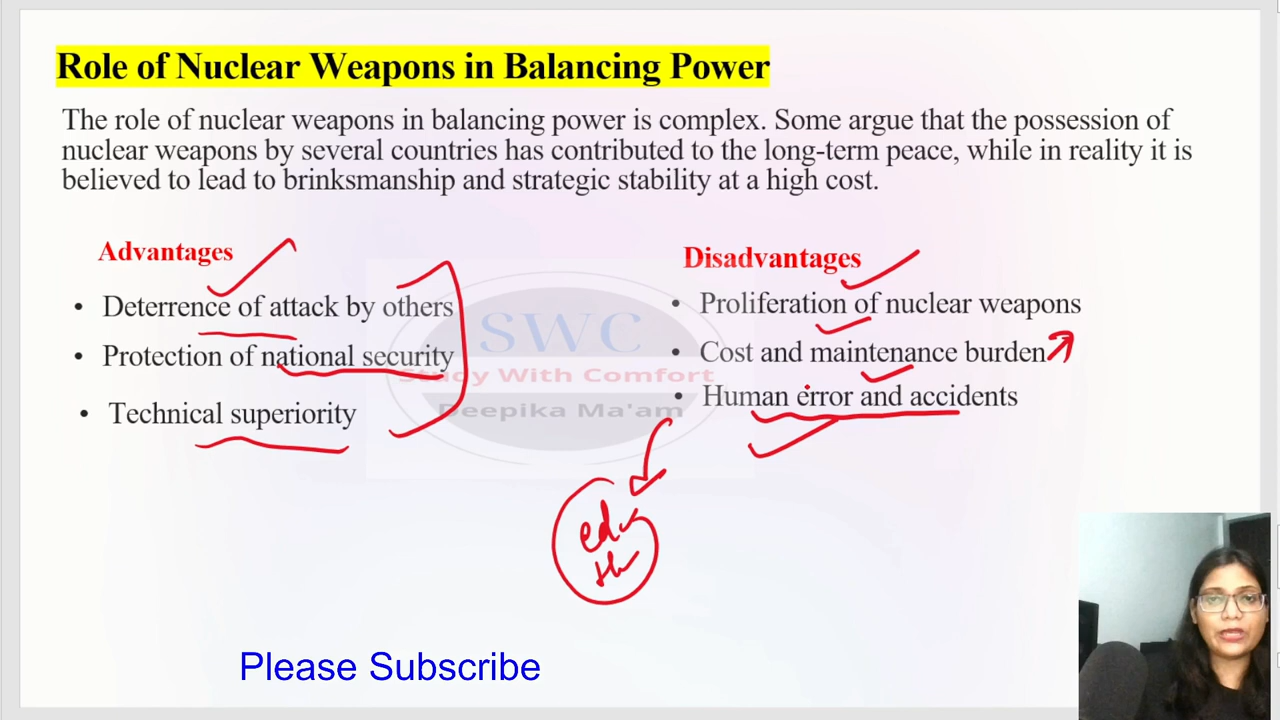 Role of Nuclear Weapons in Balancing Power
The role of nuclear weapons in balancing power is complex. Some argue that the possession of
nuclear weapons by several countries has contributed to the long-term peace, while in reality it is
believed to lead to brinksmanship and strategic stability at a high cost.
Advantages
• Deterrence of attack by others
• Protection of national security
• Technical superiority
Disadvantages
• Proliferation of nuclear weapons
• Cost and maintenance burden
• Human error and accidents
SWC
Study With Comfort
Deepika Ma'am
edu
Please Subscribe